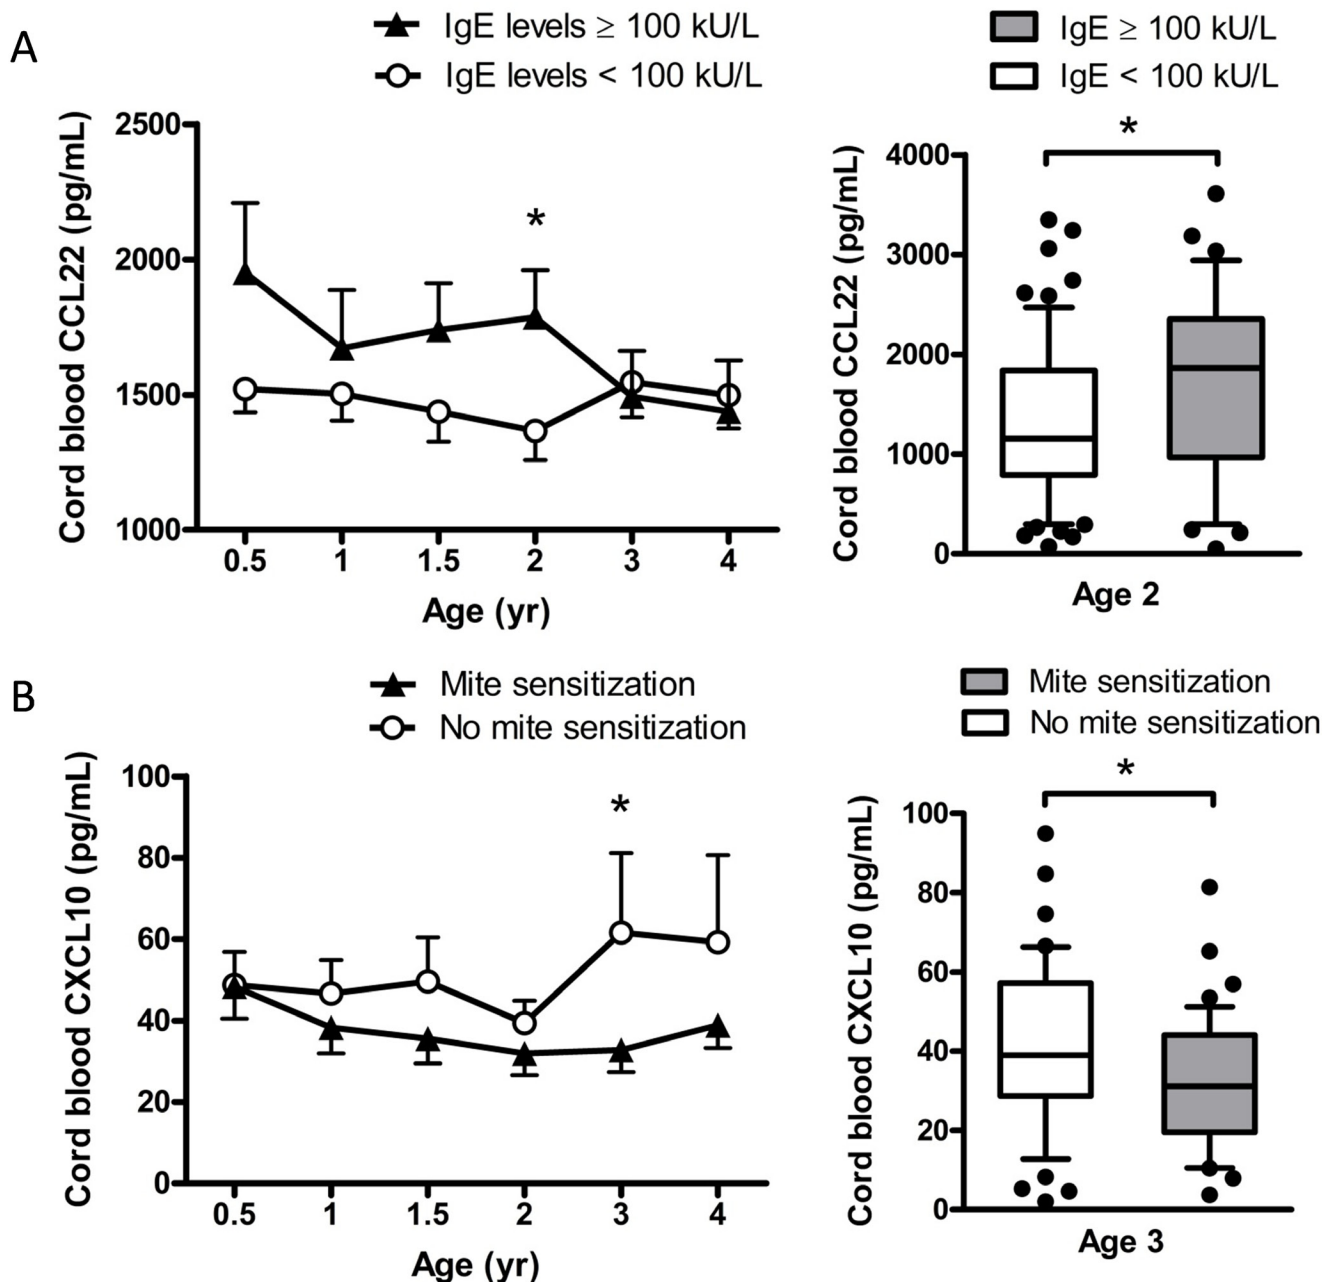 A
IgE levels ≥ 100 kU/L
IgE levels < 100 kU/L
Cord blood CCL22 (pg/mL)
2500
2000
1500
1000
*
0.5 1 1.5 2 3 4
Age (yr)
IgE ≥ 100 kU/L
IgE < 100 kU/L
*
Cord blood CCL22 (pg/mL)
4000
3000
2000
1000
0
Age 2
B
Mite sensitization
No mite sensitization
Cord blood CXCL10 (pg/mL)
100
80
60
40
20
0
*
0.5 1 1.5 2 3 4
Age (yr)
Mite sensitization
No mite sensitization
*
Cord blood CXCL10 (pg/mL)
100
80
60
40
20
0
Age 3